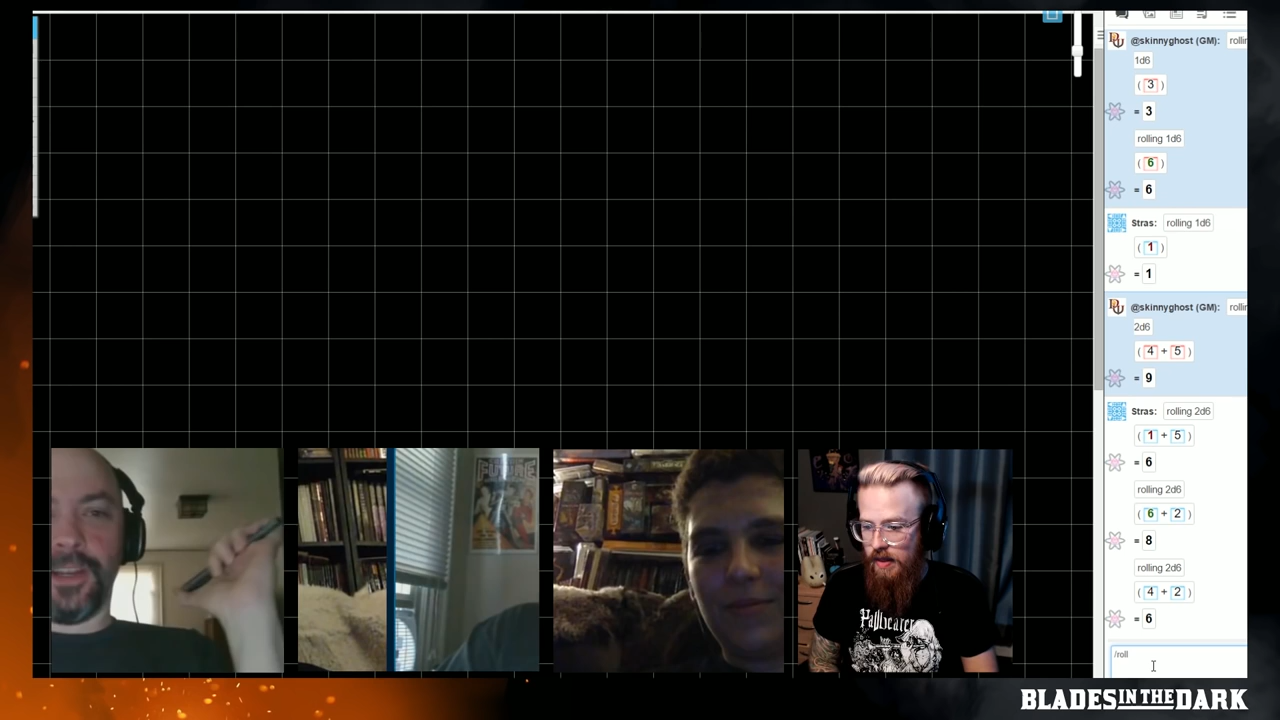 @skinnyghost (GM):
1d6
( 3 )
= 3
rolling 1d6
( 6 )
= 6
Stras: rolling 1d6
( 1 )
= 1
@skinnyghost (GM):
2d6
( 4 + 5 )
= 9
Stras: rolling 2d6
( 1 + 5 )
= 6
rolling 2d6
( 6 + 2 )
= 8
rolling 2d6
( 4 + 2 )
= 6
/roll
FUTURE
Pallbearer
BLADES IN THE DARK